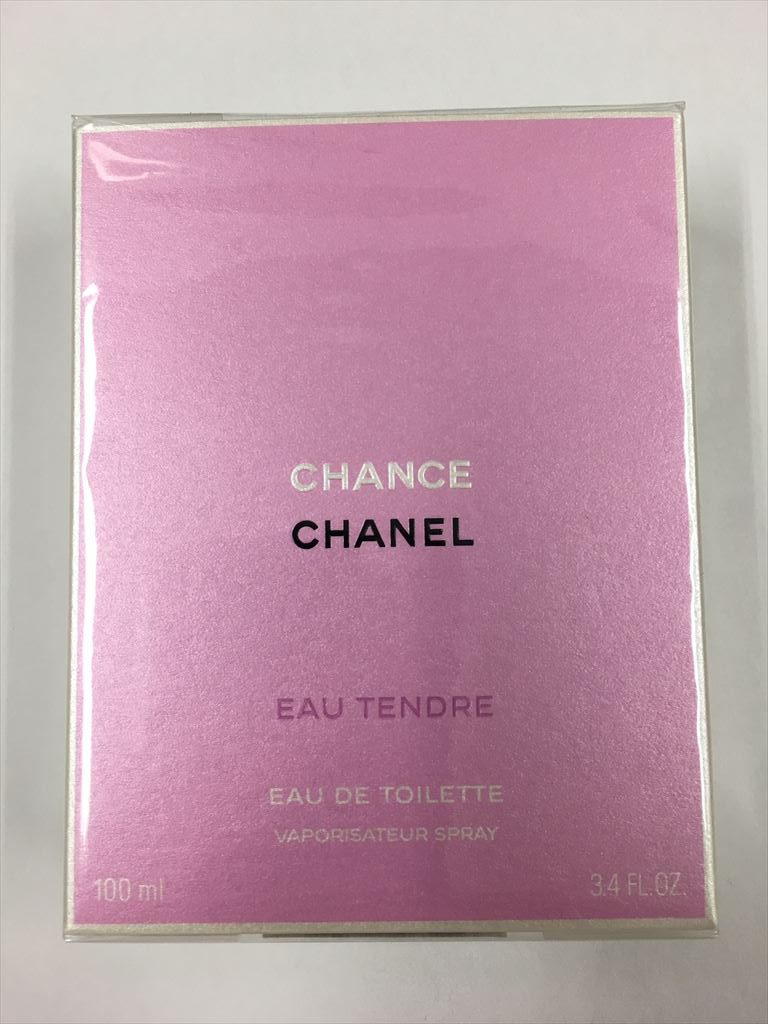 CHANCE
CHANEL
EAU TENDRE
EAU DE TOILETTE
VAPORISATEUR SPRAY
100 ml 3.4 FL.OZ.